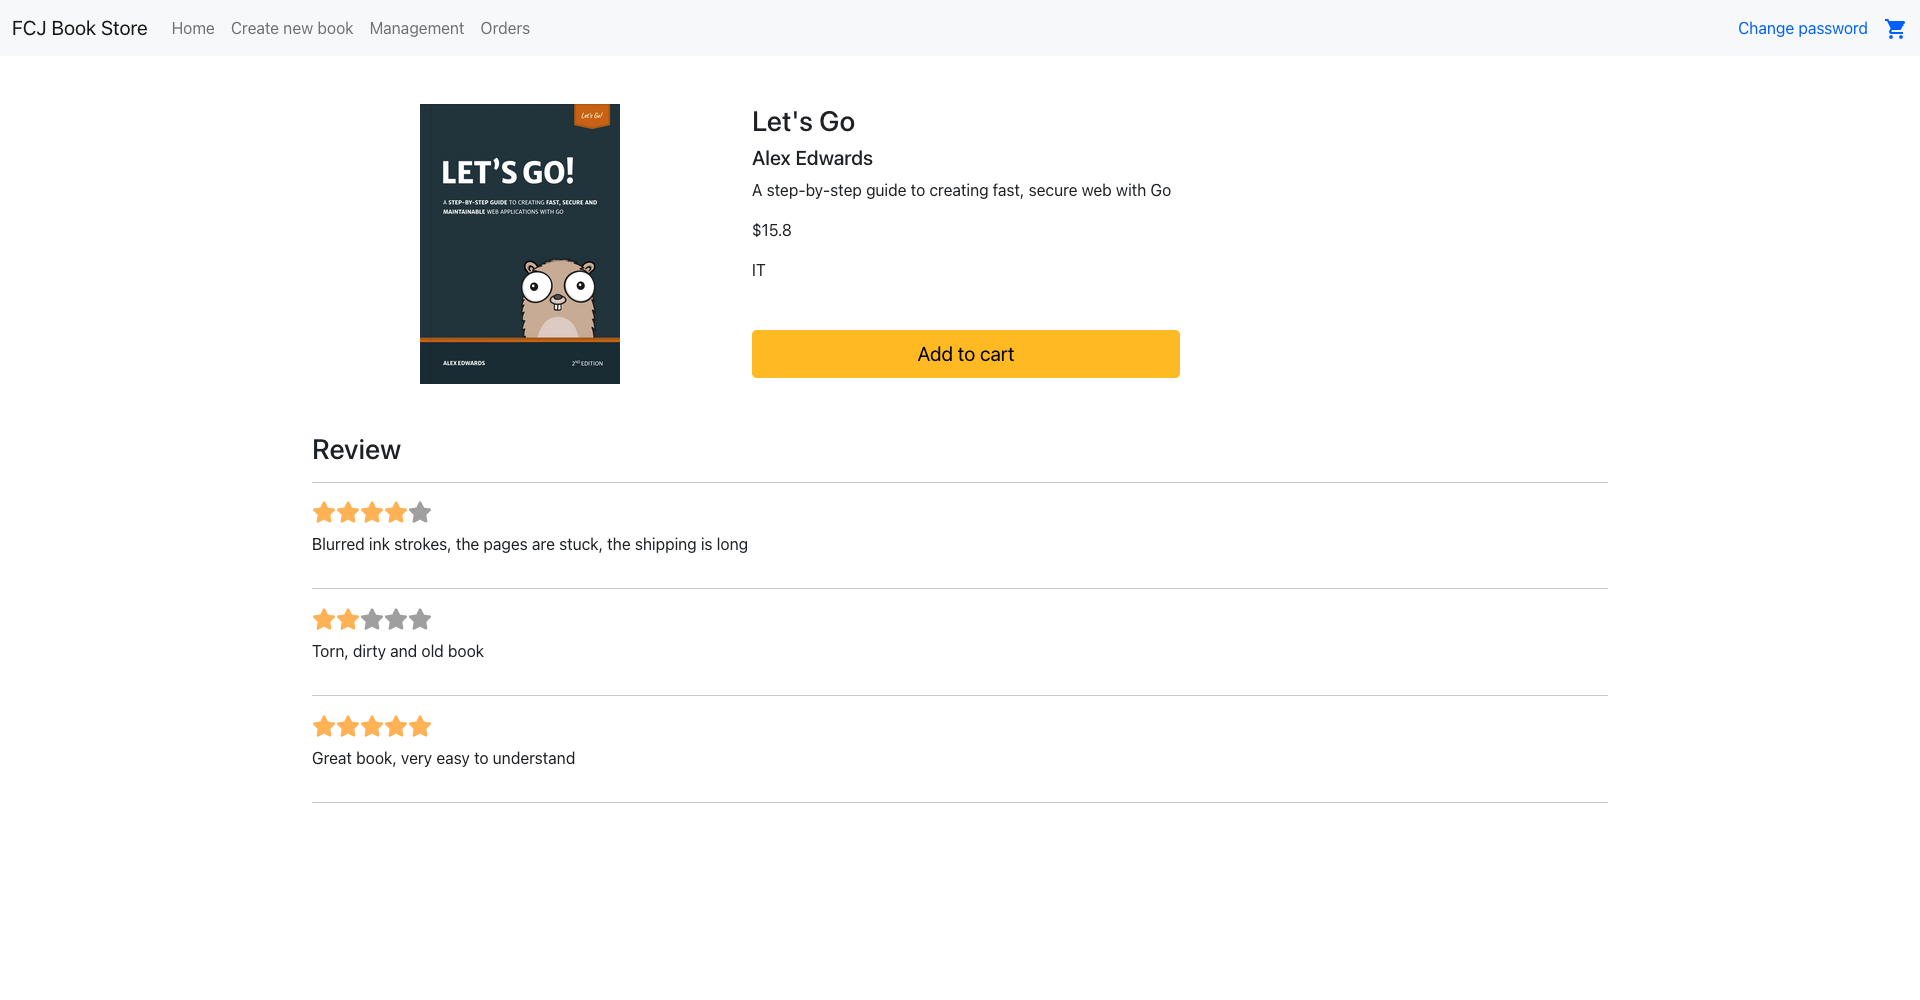 FCJ Book Store Home Create new book Management Orders Change password
Let's Go!
LET'S GO!
A STEP-BY-STEP GUIDE TO CREATING FAST, SECURE AND
MAINTAINABLE WEB APPLICATIONS WITH GO
ALEX EDWARDS 2ND EDITION
Let's Go
Alex Edwards
A step-by-step guide to creating fast, secure web with Go
$15.8
IT
Add to cart
Review
Blurred ink strokes, the pages are stuck, the shipping is long
Torn, dirty and old book
Great book, very easy to understand